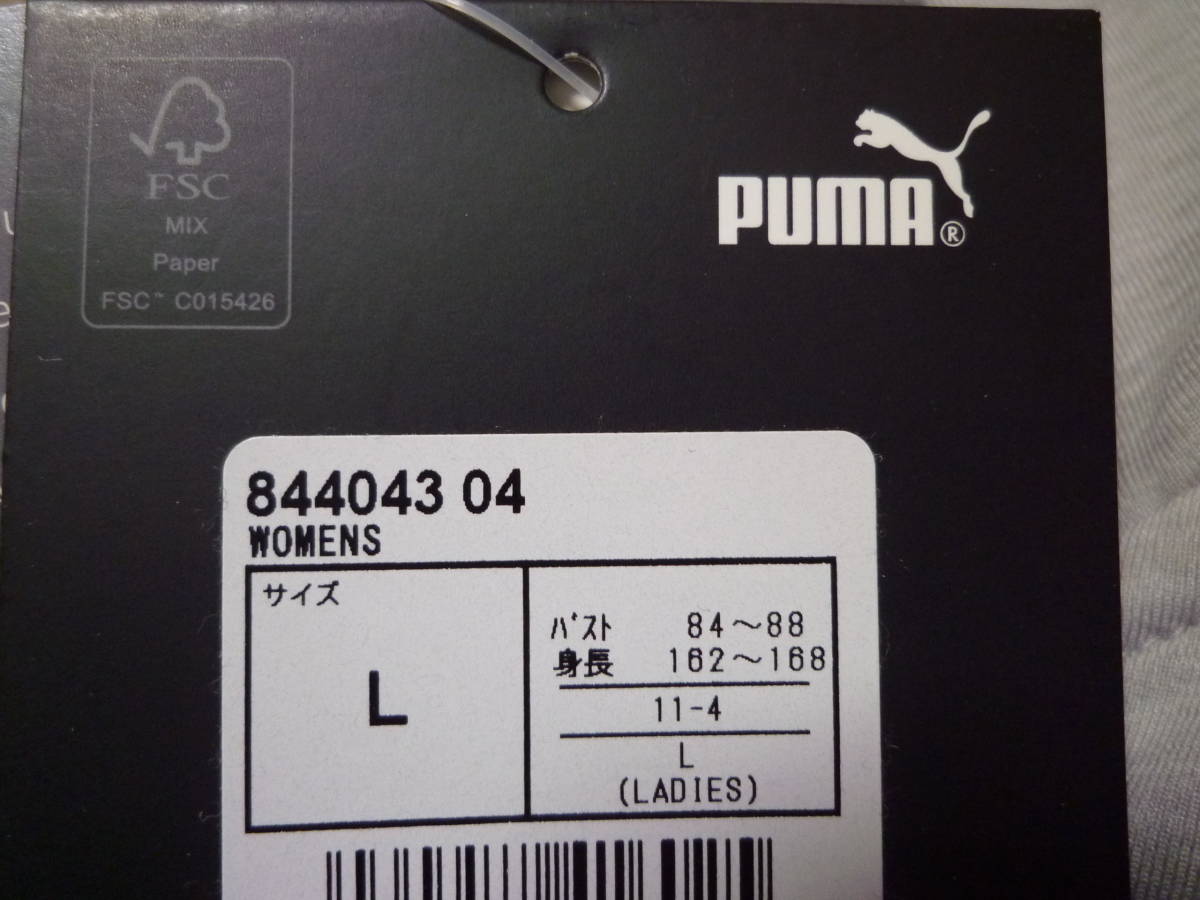 FSC
MIX
Paper
FSC™ C015426
PUMA®
844043 04
WOMENS
サイズ
L
バスト 84～88
身長 162～168
11-4
L
(LADIES)